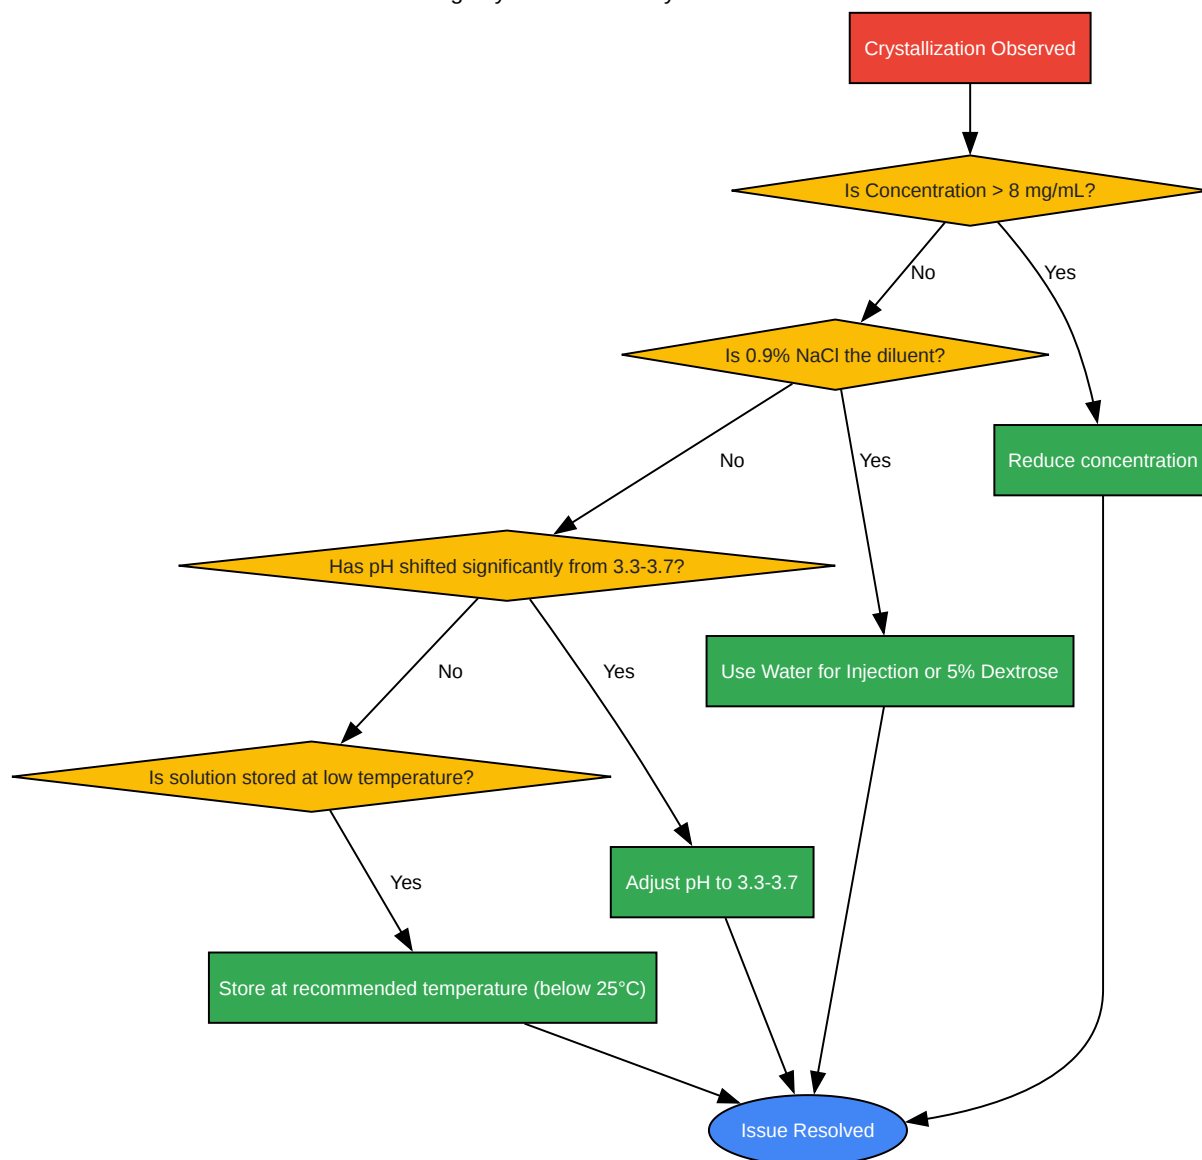 Crystallization Observed
Is Concentration > 8 mg/mL?
No
Yes
Is 0.9% NaCl the diluent?
No
Yes
Reduce concentration
Has pH shifted significantly from 3.3-3.7?
No
Yes
Use Water for Injection or 5% Dextrose
Is solution stored at low temperature?
Yes
Adjust pH to 3.3-3.7
Store at recommended temperature (below 25°C)
Issue Resolved